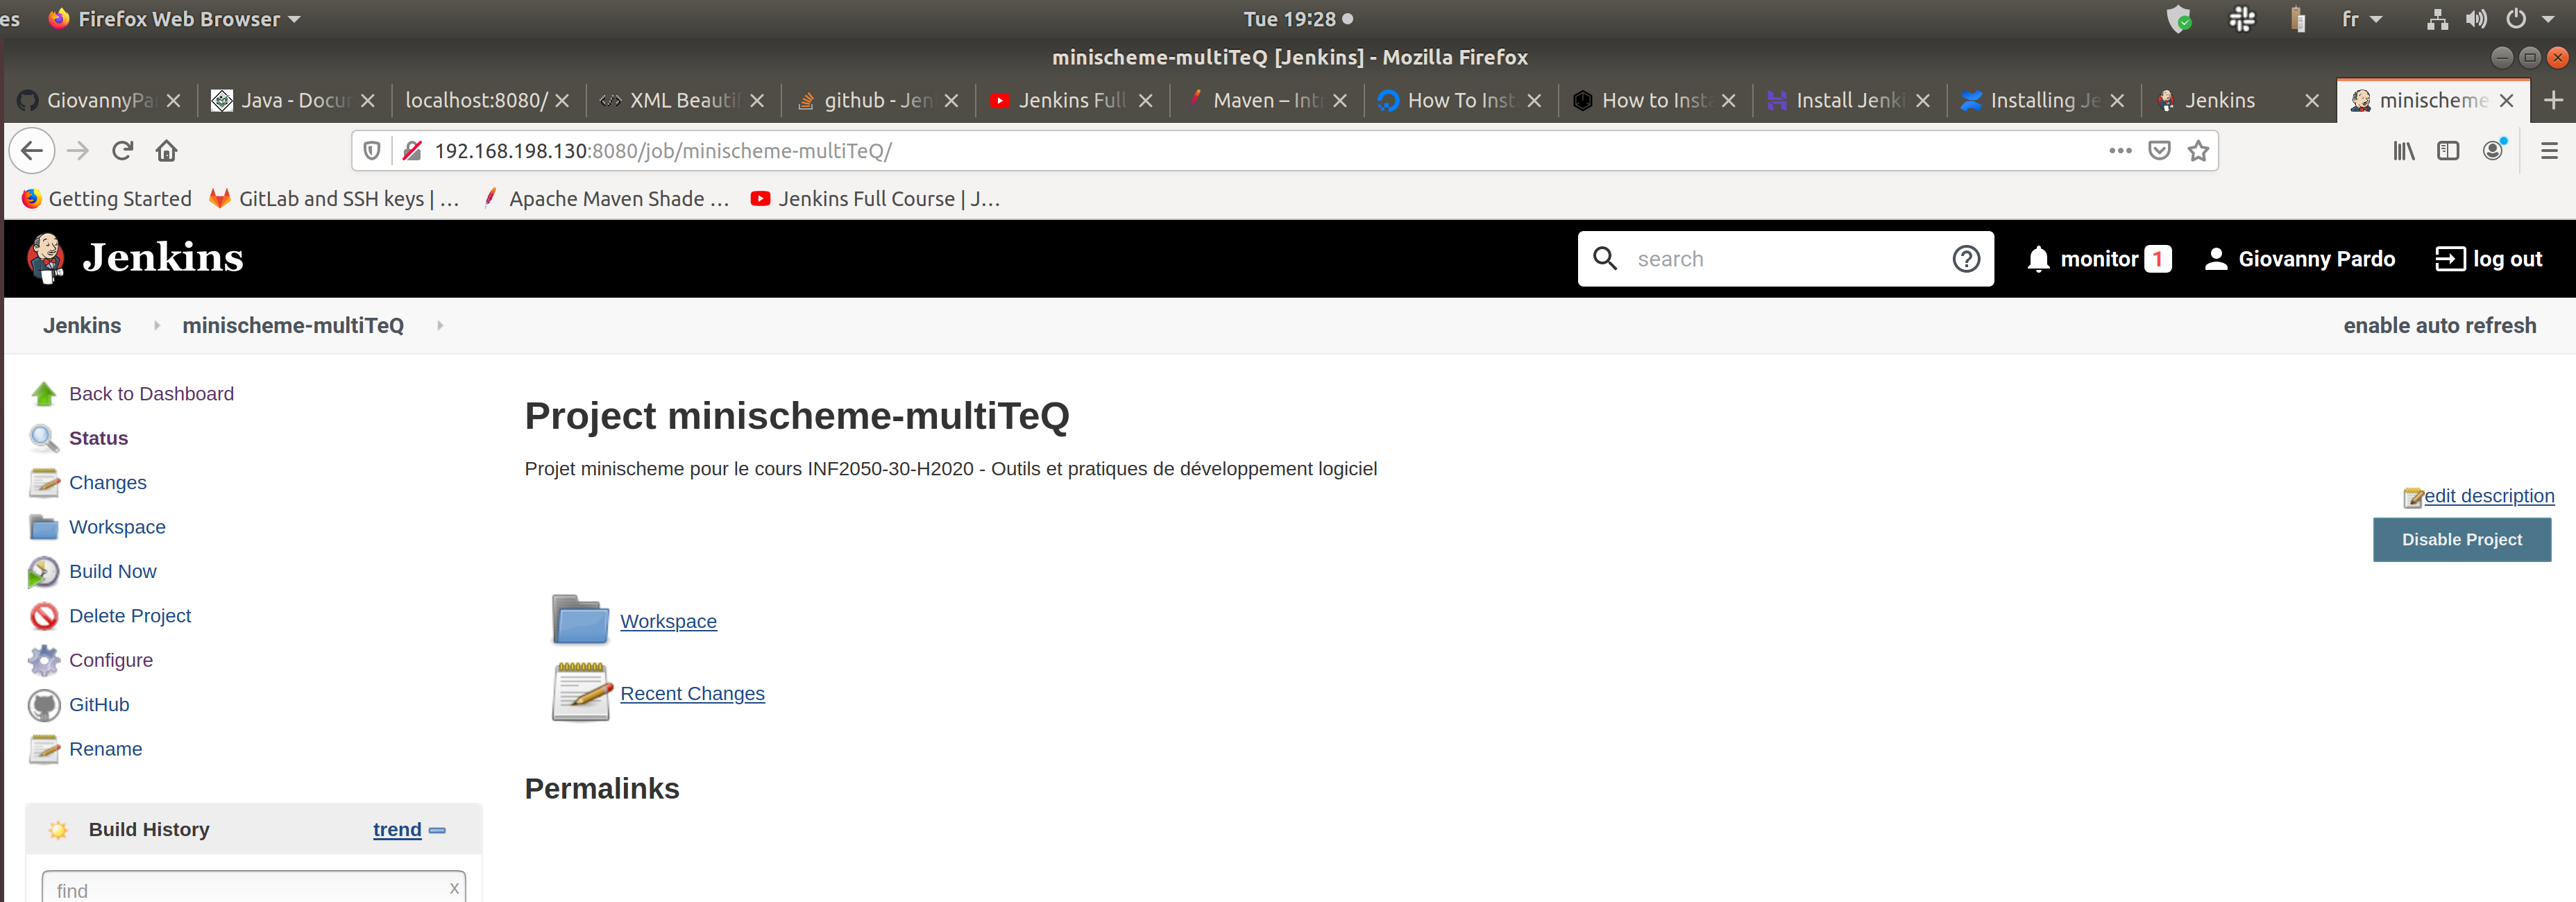 es Firefox Web Browser Tue 19:28 fr
minischeme-multiTeQ [Jenkins] - Mozilla Firefox
GiovannyPa Java - Docu localhost:8080/ XML Beauti github - Jen Jenkins Full Maven – Int How To Inst How to Insta Install Jenki Installing Je Jenkins minischeme
192.168.198.130:8080/job/minischeme-multiTeQ/
Getting Started GitLab and SSH keys | … Apache Maven Shade … Jenkins Full Course | J…
Jenkins search monitor 1 Giovanny Pardo log out
Jenkins minischeme-multiTeQ enable auto refresh
Back to Dashboard
Status
Changes
Workspace
Build Now
Delete Project
Configure
GitHub
Rename
Build History trend
find x
Project minischeme-multiTeQ
Projet minischeme pour le cours INF2050-30-H2020 - Outils et pratiques de développement logiciel
edit description
Disable Project
Workspace
Recent Changes
Permalinks